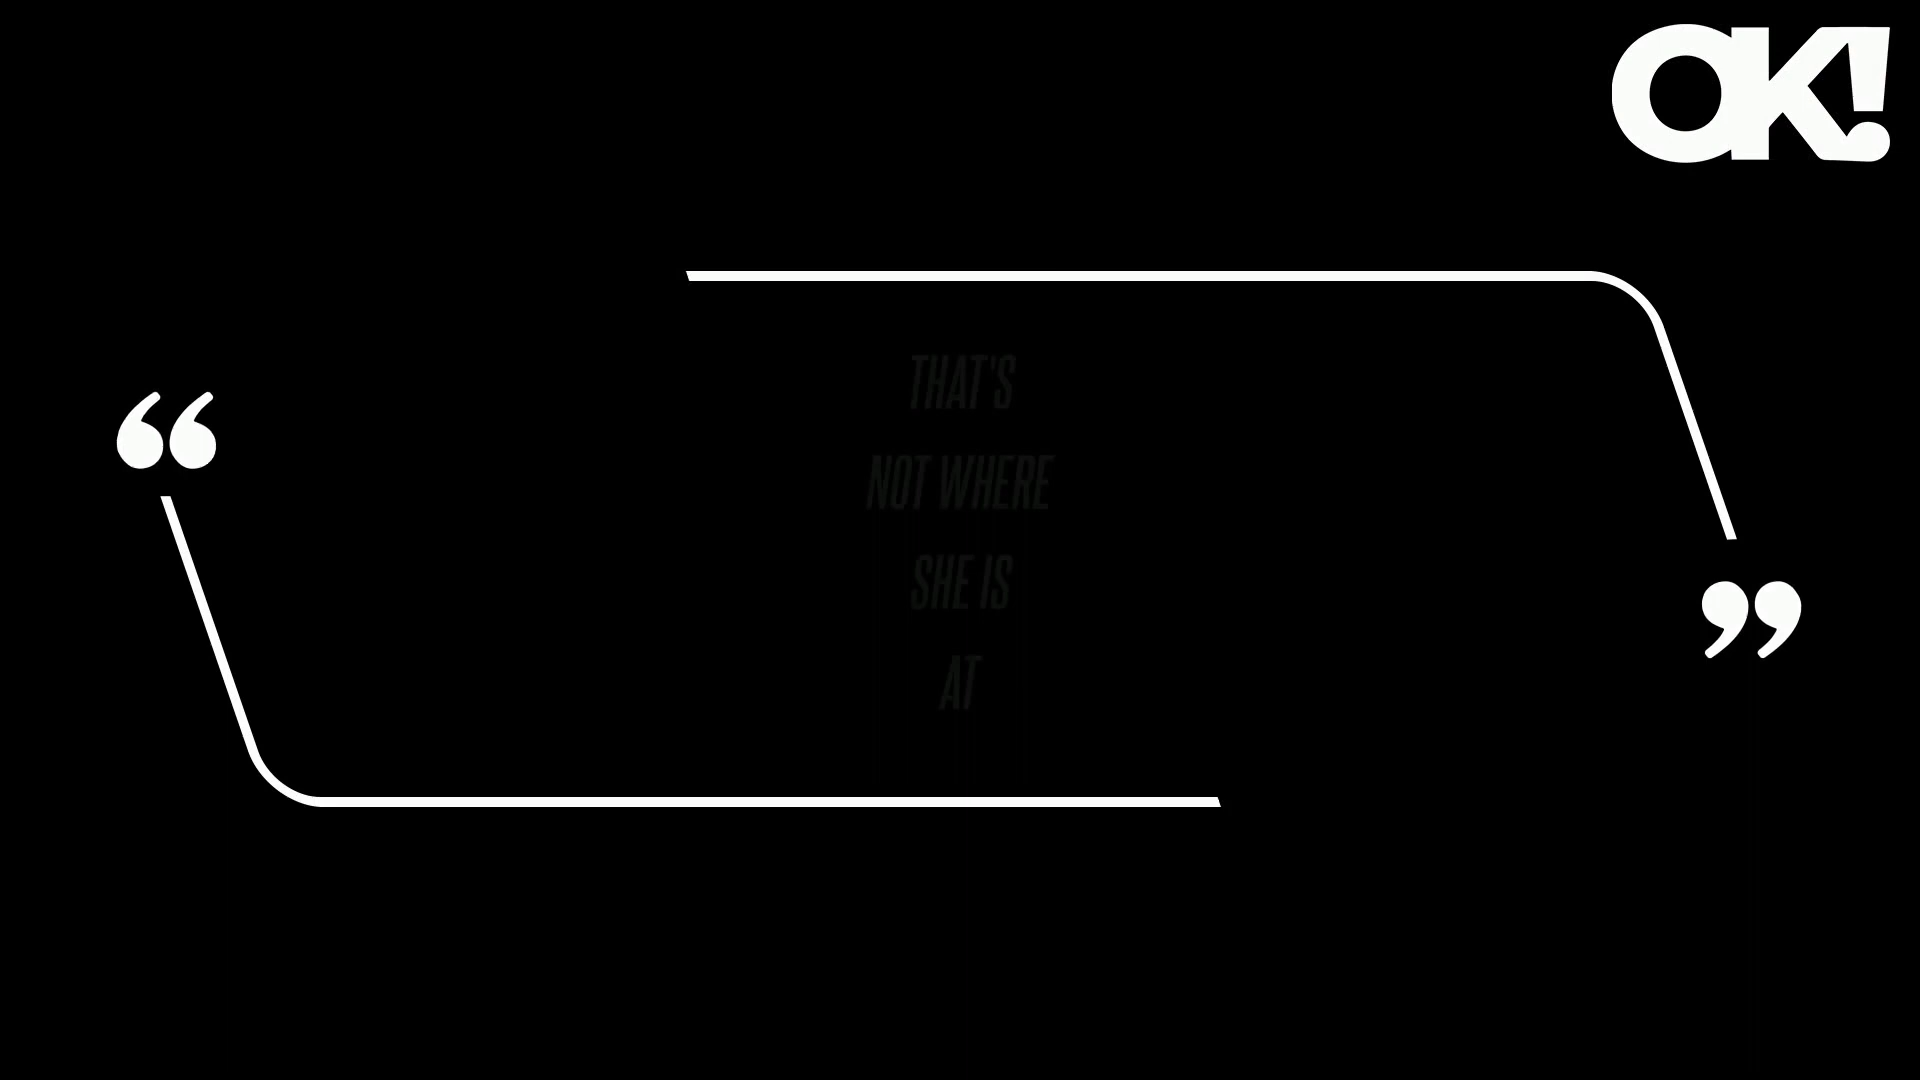 OK!
“
THAT'S
NOT WHERE
SHE IS
AT
”